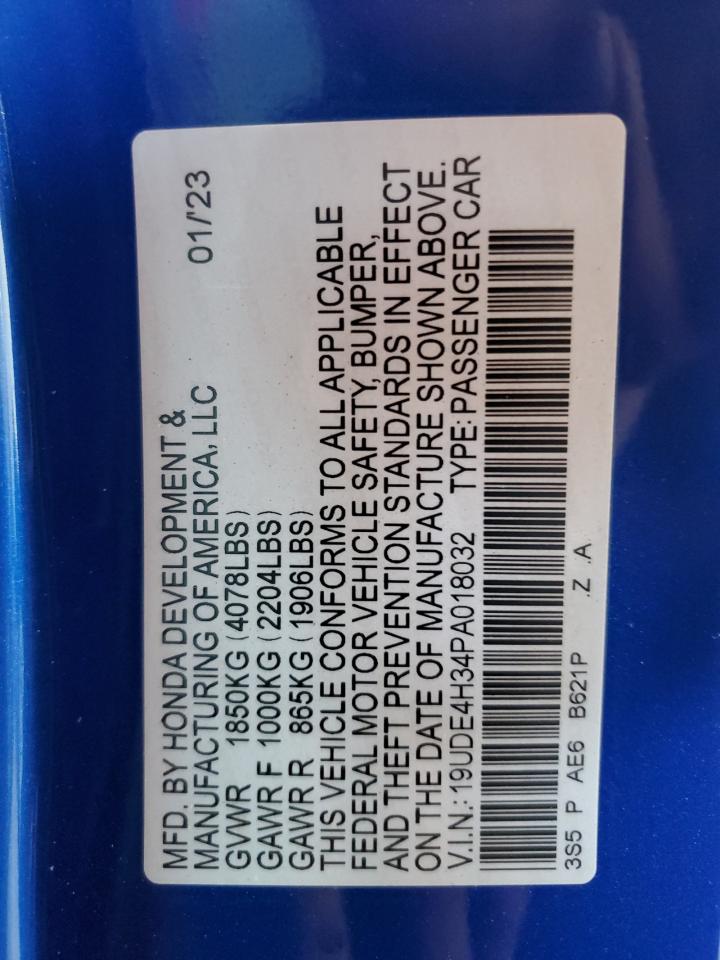 MFD. BY HONDA DEVELOPMENT &
MANUFACTURING OF AMERICA, LLC 01/'23
GVWR 1850KG (4078LBS)
GAWR F 1000KG (2204LBS)
GAWR R 865KG (1906LBS)
THIS VEHICLE CONFORMS TO ALL APPLICABLE
FEDERAL MOTOR VEHICLE SAFETY, BUMPER,
AND THEFT PREVENTION STANDARDS IN EFFECT
ON THE DATE OF MANUFACTURE SHOWN ABOVE.
V.I.N.: 19UDE4H34PA018032 TYPE: PASSENGER CAR
3S5 P AE6 B621P .Z .A